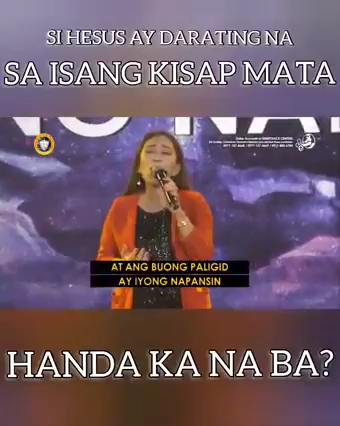 SI HESUS AY DARATING NA
SA ISANG KISAP MATA
AT ANG BUONG PALIGID
AY IYONG NAPANSIN
HANDA KA NA BA?